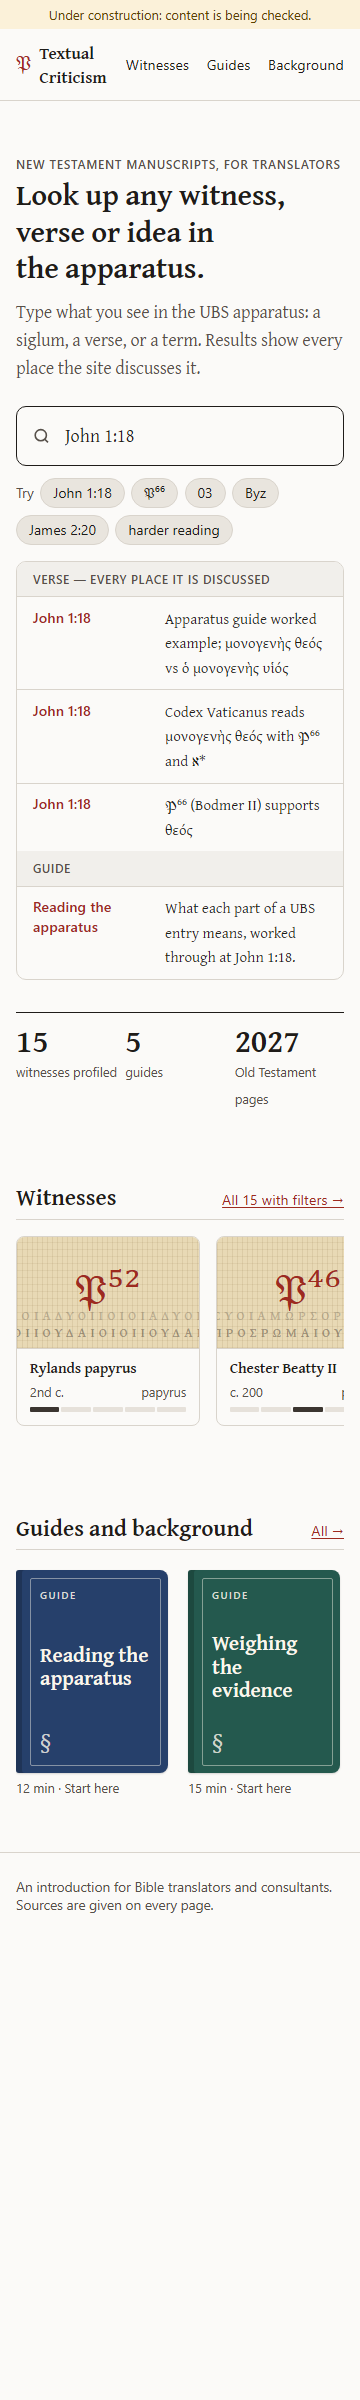 Under construction: content is being checked.
𝔓 Textual Criticism Witnesses Guides Background
NEW TESTAMENT MANUSCRIPTS, FOR TRANSLATORS
Look up any witness,
verse or idea in
the apparatus.
Type what you see in the UBS apparatus: a
siglum, a verse, or a term. Results show every
place the site discusses it.
John 1:18
Try John 1:18 𝔓⁶⁶ 03 Byz
James 2:20 harder reading
VERSE — EVERY PLACE IT IS DISCUSSED
John 1:18
Apparatus guide worked
example; μονογενὴς θεός
vs ὁ μονογενὴς υἱός
John 1:18
Codex Vaticanus reads
μονογενὴς θεός with 𝔓⁶⁶
and ℵ*
John 1:18
𝔓⁶⁶ (Bodmer II) supports
θεός
GUIDE
Reading the
apparatus
What each part of a UBS
entry means, worked
through at John 1:18.
15 5 2027
witnesses profiled guides Old Testament
pages
Witnesses All 15 with filters →
𝔓52 𝔓46
Rylands papyrus Chester Beatty II
2nd c. papyrus c. 200
Guides and background All →
GUIDE
Reading the
apparatus
§
12 min · Start here
GUIDE
Weighing
the
evidence
§
15 min · Start here
An introduction for Bible translators and consultants.
Sources are given on every page.